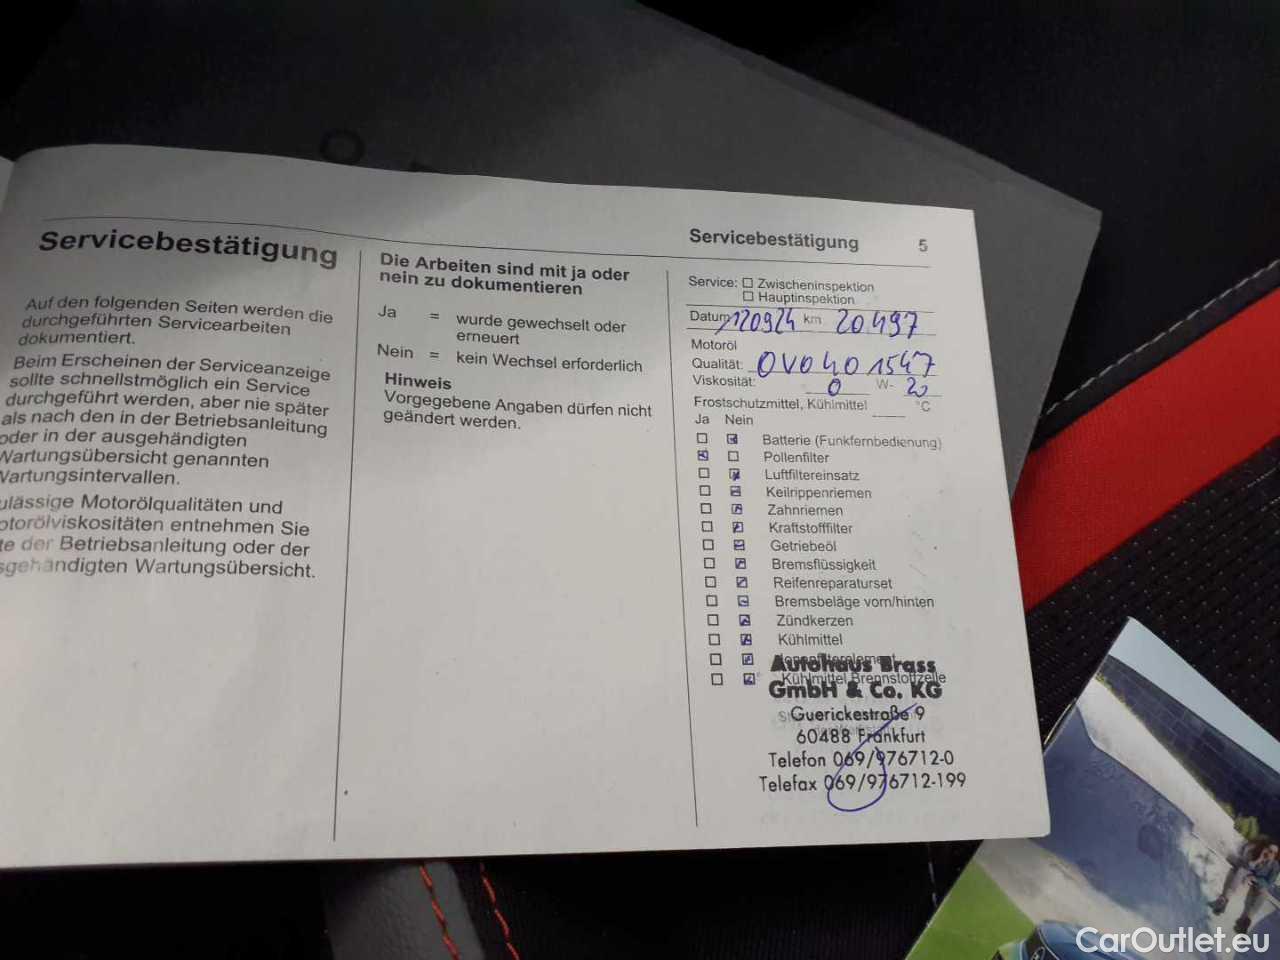 Servicebestätigung
Auf den folgenden Seiten werden die
durchgeführten Servicearbeiten
dokumentiert.
Beim Erscheinen der Serviceanzeige
sollte schnellstmöglich ein Service
durchgeführt werden, aber nie später
als nach den in der Betriebsanleitung
oder in der ausgehändigten
Wartungsübersicht genannten
Wartungsintervallen.
ulässige Motorölqualitäten und
otorölviskositäten entnehmen Sie
te der Betriebsanleitung oder der
sgehändigten Wartungsübersicht.
Die Arbeiten sind mit ja oder
nein zu dokumentieren
Ja = wurde gewechselt oder
erneuert
Nein = kein Wechsel erforderlich
Hinweis
Vorgegebene Angaben dürfen nicht
geändert werden.
Servicebestätigung 5
Service: Zwischeninspektion
Hauptinspektion
Datum 120924 km 20497
Motoröl
Qualität: OV0401547
Viskosität: 0 W- 20
Frostschutzmittel, Kühlmittel °C
Ja Nein
Batterie (Funkfernbedienung)
Pollenfilter
Luftfiltereinsatz
Keilrippenriemen
Zahnriemen
Kraftstofffilter
Getriebeöl
Bremsflüssigkeit
Reifenreparaturset
Bremsbeläge vorn/hinten
Zündkerzen
Kühlmittel
Kühlmittel Brennstoffzelle
Autohaus Brass
GmbH & Co. KG
Guerickestraße 9
60488 Frankfurt
Telefon 069/976712-0
Telefax 069/976712-199
CarOutlet.eu